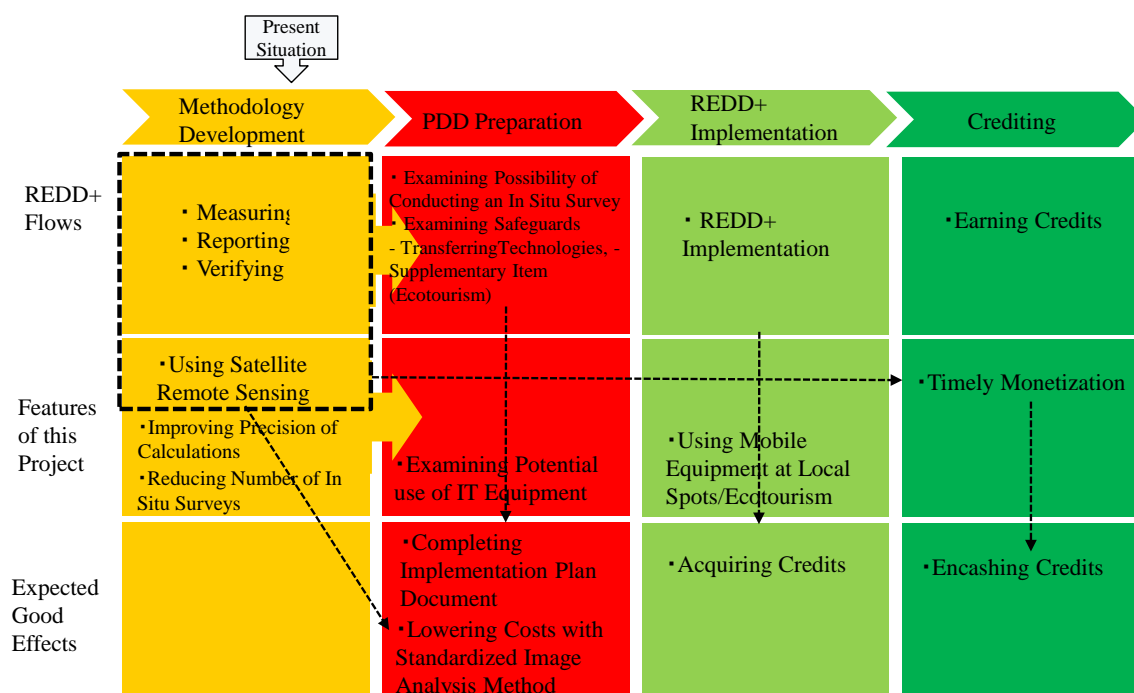 Present
Situation
Methodology
Development
PDD Preparation
REDD+
Implementation
Crediting
REDD+
Flows
・Measuring
・Reporting
・Verifying
・Examining Possibility of
Conducting an In Situ Survey
・Examining Safeguards
- TransferringTechnologies, -
Supplementary Item
(Ecotourism)
・REDD+
Implementation
・Earning Credits
Features
of this
Project
・Using Satellite
Remote Sensing
・Improving Precision of
Calculations
・Reducing Number of In
Situ Surveys
・Examining Potential
use of IT Equipment
・Using Mobile
Equipment at Local
Spots/Ecotourism
・Timely Monetization
Expected
Good
Effects
・Completing
Implementation Plan
Document
・Lowering Costs with
Standardized Image
Analysis Method
・Acquiring Credits
・Encashing Credits